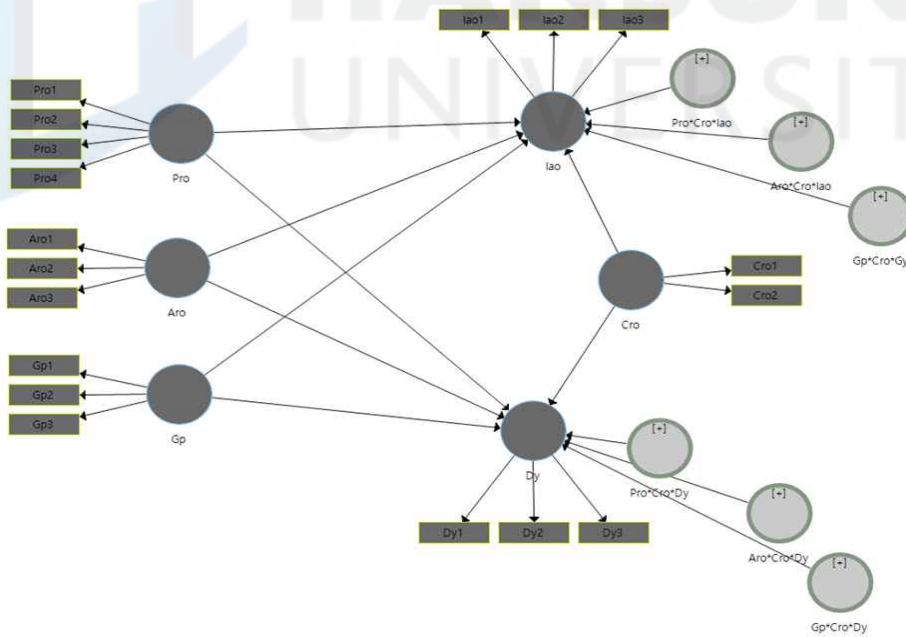 HANSUNG
UNIVERSITY
Iao1
Iao2
Iao3
[+]
Pro*Cro*Iao
[+]
Aro*Cro*Iao
[+]
Gp*Cro*Gy
Iao
Pro1
Pro2
Pro3
Pro4
Pro
Aro1
Aro2
Aro3
Aro
Cro1
Cro2
Cro
Gp1
Gp2
Gp3
Gp
Dy
Dy1
Dy2
Dy3
[+]
Pro*Cro*Dy
[+]
Aro*Cro*Dy
[+]
Gp*Cro*Dy